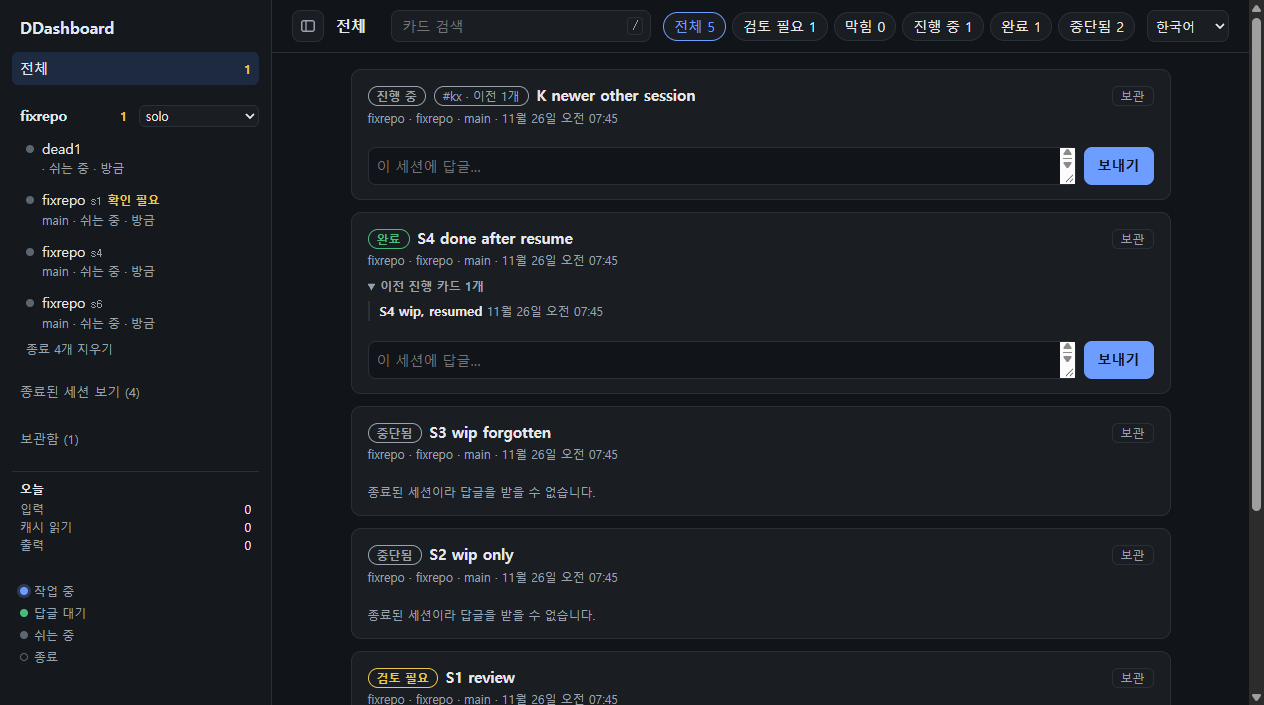 DDashboard
전체 1
fixrepo 1 solo
dead1
· 쉬는 중 · 방금
fixrepo s1 확인 필요
main · 쉬는 중 · 방금
fixrepo s4
main · 쉬는 중 · 방금
fixrepo s6
main · 쉬는 중 · 방금
종료 4개 지우기
종료된 세션 보기 (4)
보관함 (1)
오늘
입력 0
캐시 읽기 0
출력 0
작업 중
답글 대기
쉬는 중
종료
전체
카드 검색 /
전체 5
검토 필요 1
막힘 0
진행 중 1
완료 1
중단됨 2
한국어
진행 중 #kx · 이전 1개 K newer other session 보관
fixrepo · fixrepo · main · 11월 26일 오전 07:45
이 세션에 답글... 보내기
완료 S4 done after resume 보관
fixrepo · fixrepo · main · 11월 26일 오전 07:45
▼ 이전 진행 카드 1개
S4 wip, resumed 11월 26일 오전 07:45
이 세션에 답글... 보내기
중단됨 S3 wip forgotten 보관
fixrepo · fixrepo · main · 11월 26일 오전 07:45
종료된 세션이라 답글을 받을 수 없습니다.
중단됨 S2 wip only 보관
fixrepo · fixrepo · main · 11월 26일 오전 07:45
종료된 세션이라 답글을 받을 수 없습니다.
검토 필요 S1 review 보관
fixrepo · fixrepo · main · 11월 26일 오전 07:45